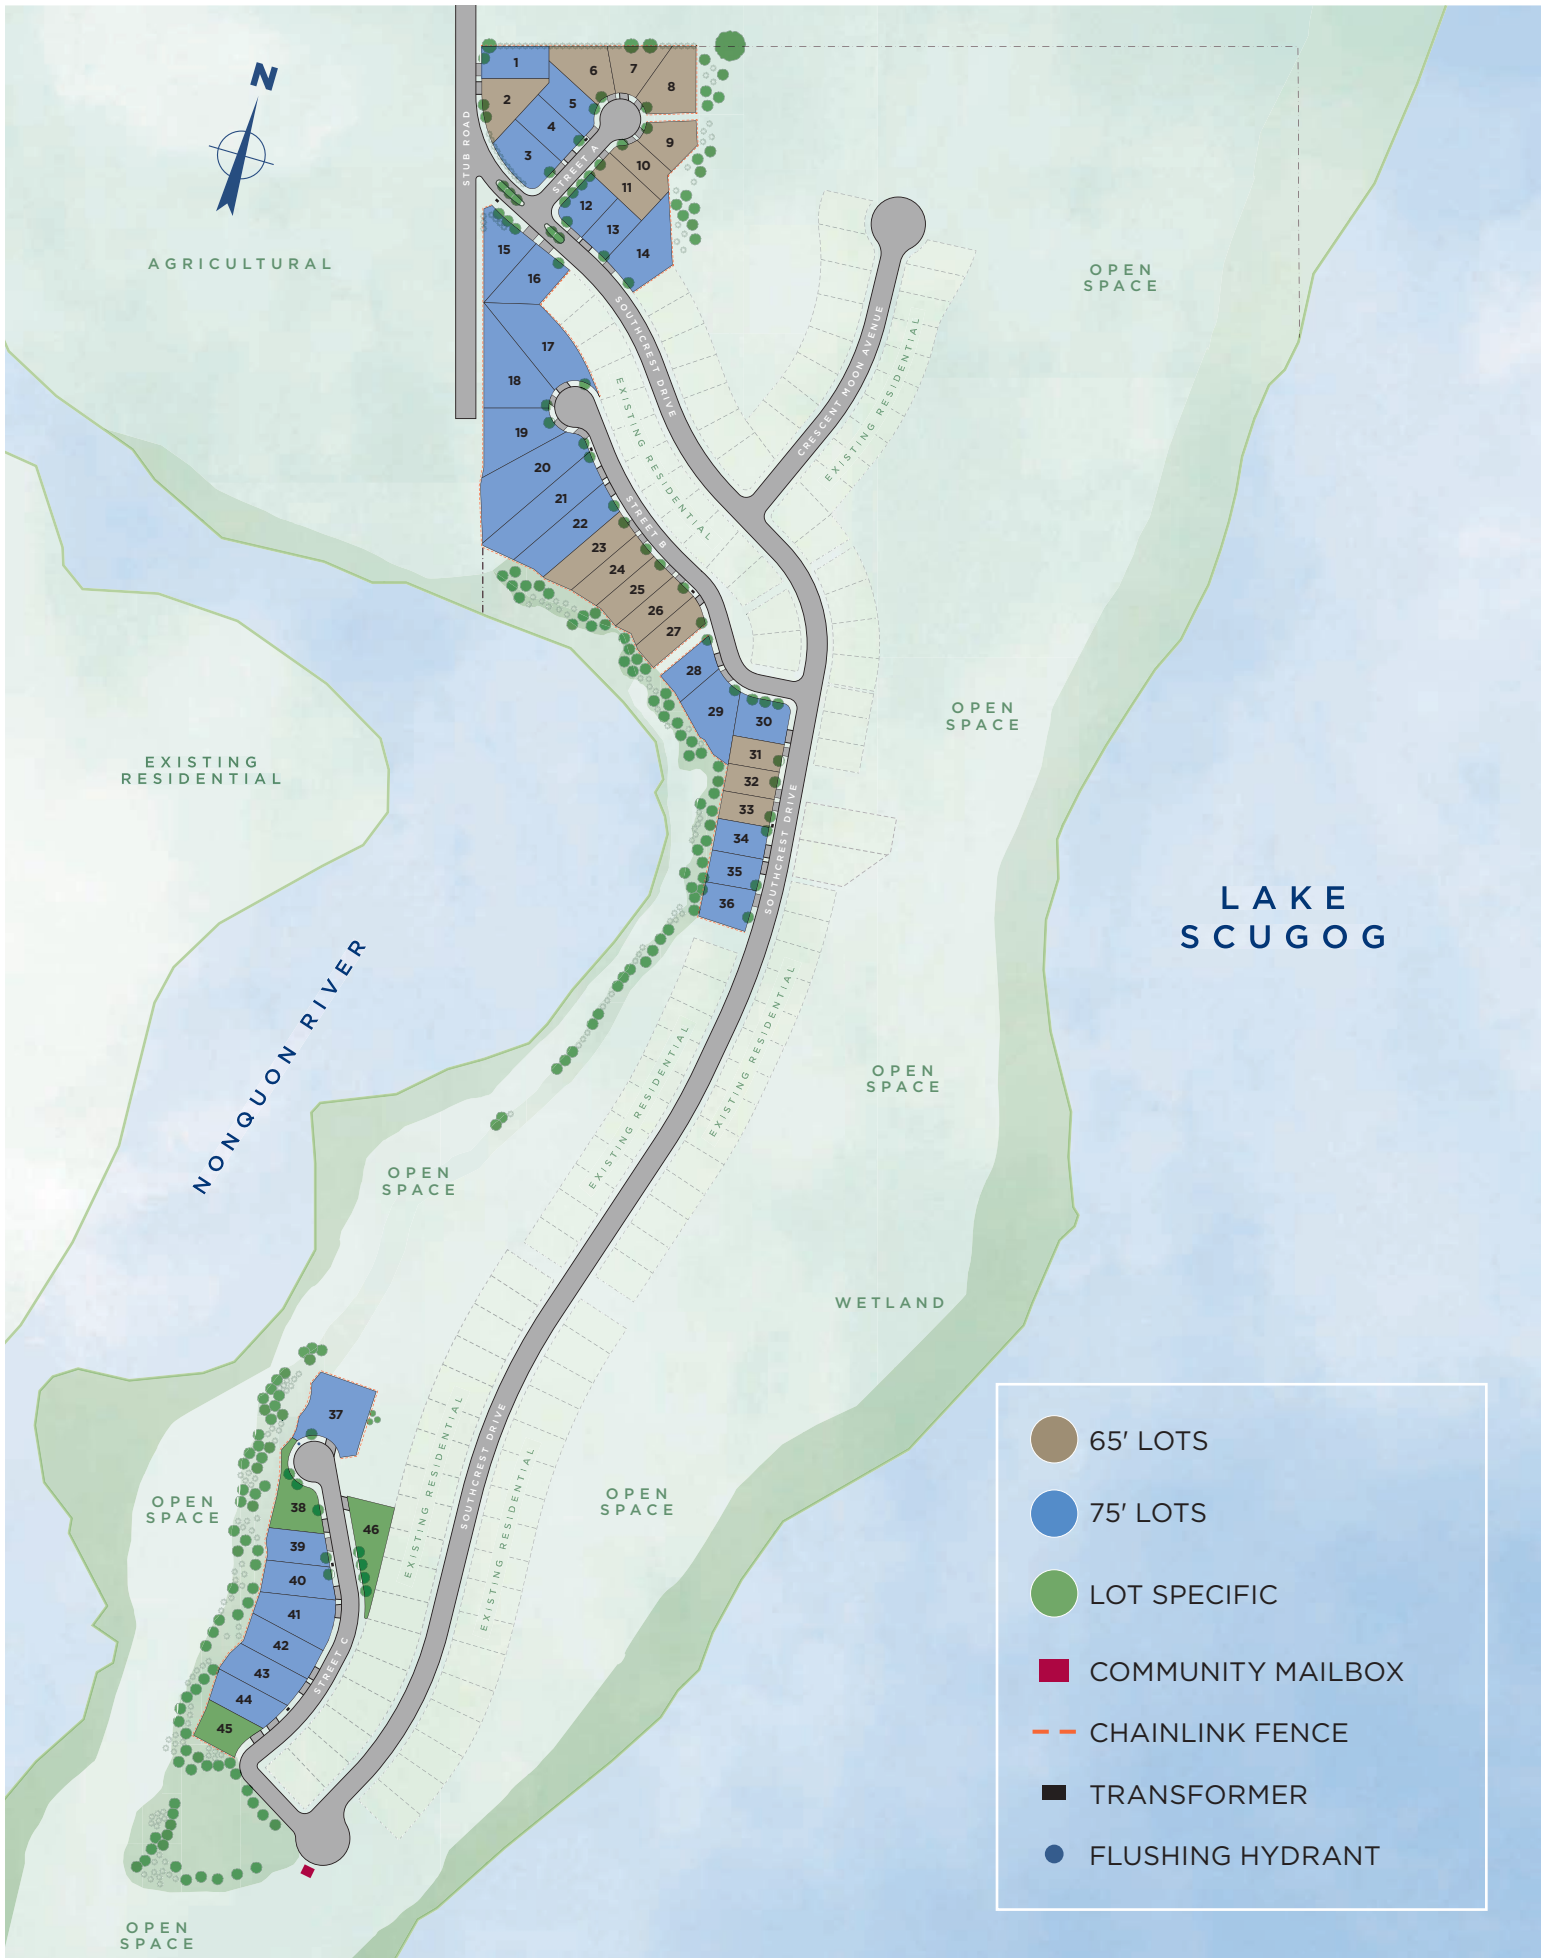 N
STUB ROAD
1
2
3
4
5
6
7
8
9
10
11
12
13
14
STREET A
15
16
17
18
19
20
21
22
23
24
25
26
27
28
29
30
31
32
33
34
35
36
AGRICULTURAL
OPEN
SPACE
SOUTHCREST DRIVE
CRESCENT MOON AVENUE
EXISTING RESIDENTIAL
EXISTING RESIDENTIAL
STREET B
OPEN
SPACE
EXISTING
RESIDENTIAL
SOUTHCREST DRIVE
LAKE
SCUGOG
NONQUON RIVER
EXISTING RESIDENTIAL
EXISTING RESIDENTIAL
OPEN
SPACE
OPEN
SPACE
WETLAND
37
38
39
40
41
42
43
44
45
46
STREET C
EXISTING RESIDENTIAL
SOUTHCREST DRIVE
EXISTING RESIDENTIAL
OPEN
SPACE
OPEN
SPACE
OPEN
SPACE
65' LOTS
75' LOTS
LOT SPECIFIC
COMMUNITY MAILBOX
CHAINLINK FENCE
TRANSFORMER
FLUSHING HYDRANT